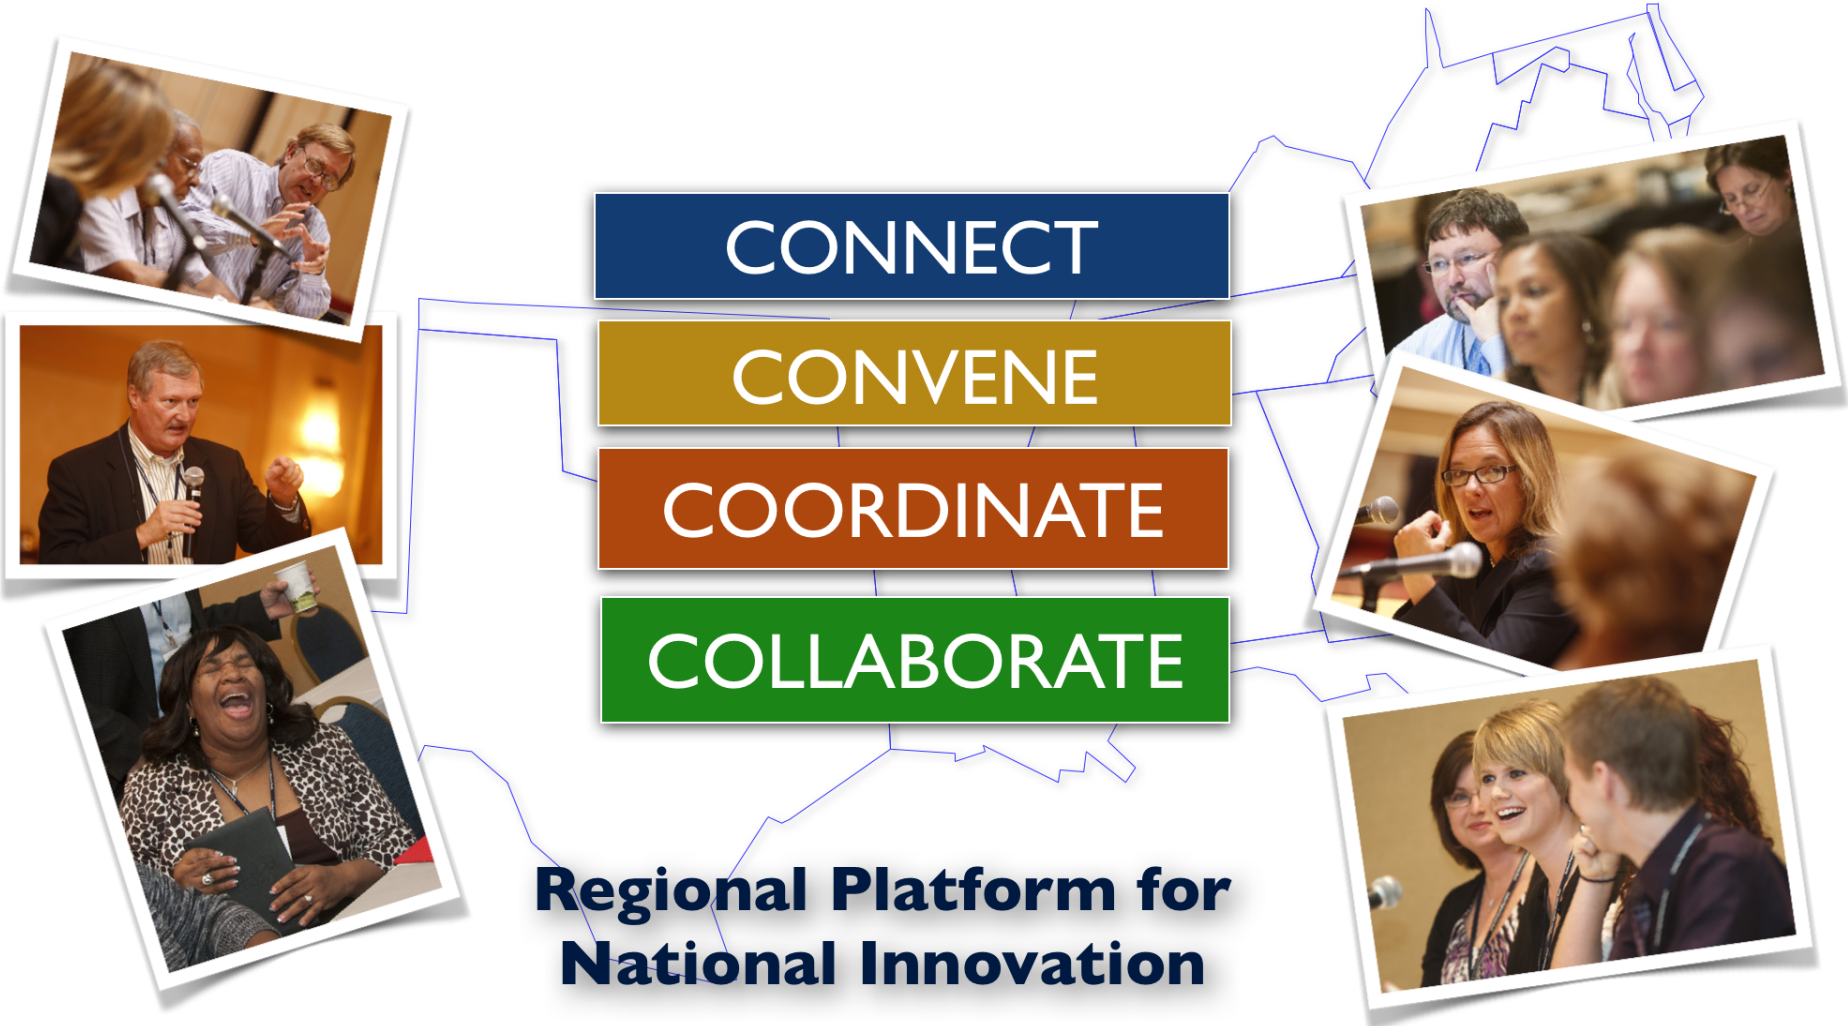 CONNECT
CONVENE
COORDINATE
COLLABORATE
Regional Platform for
National Innovation